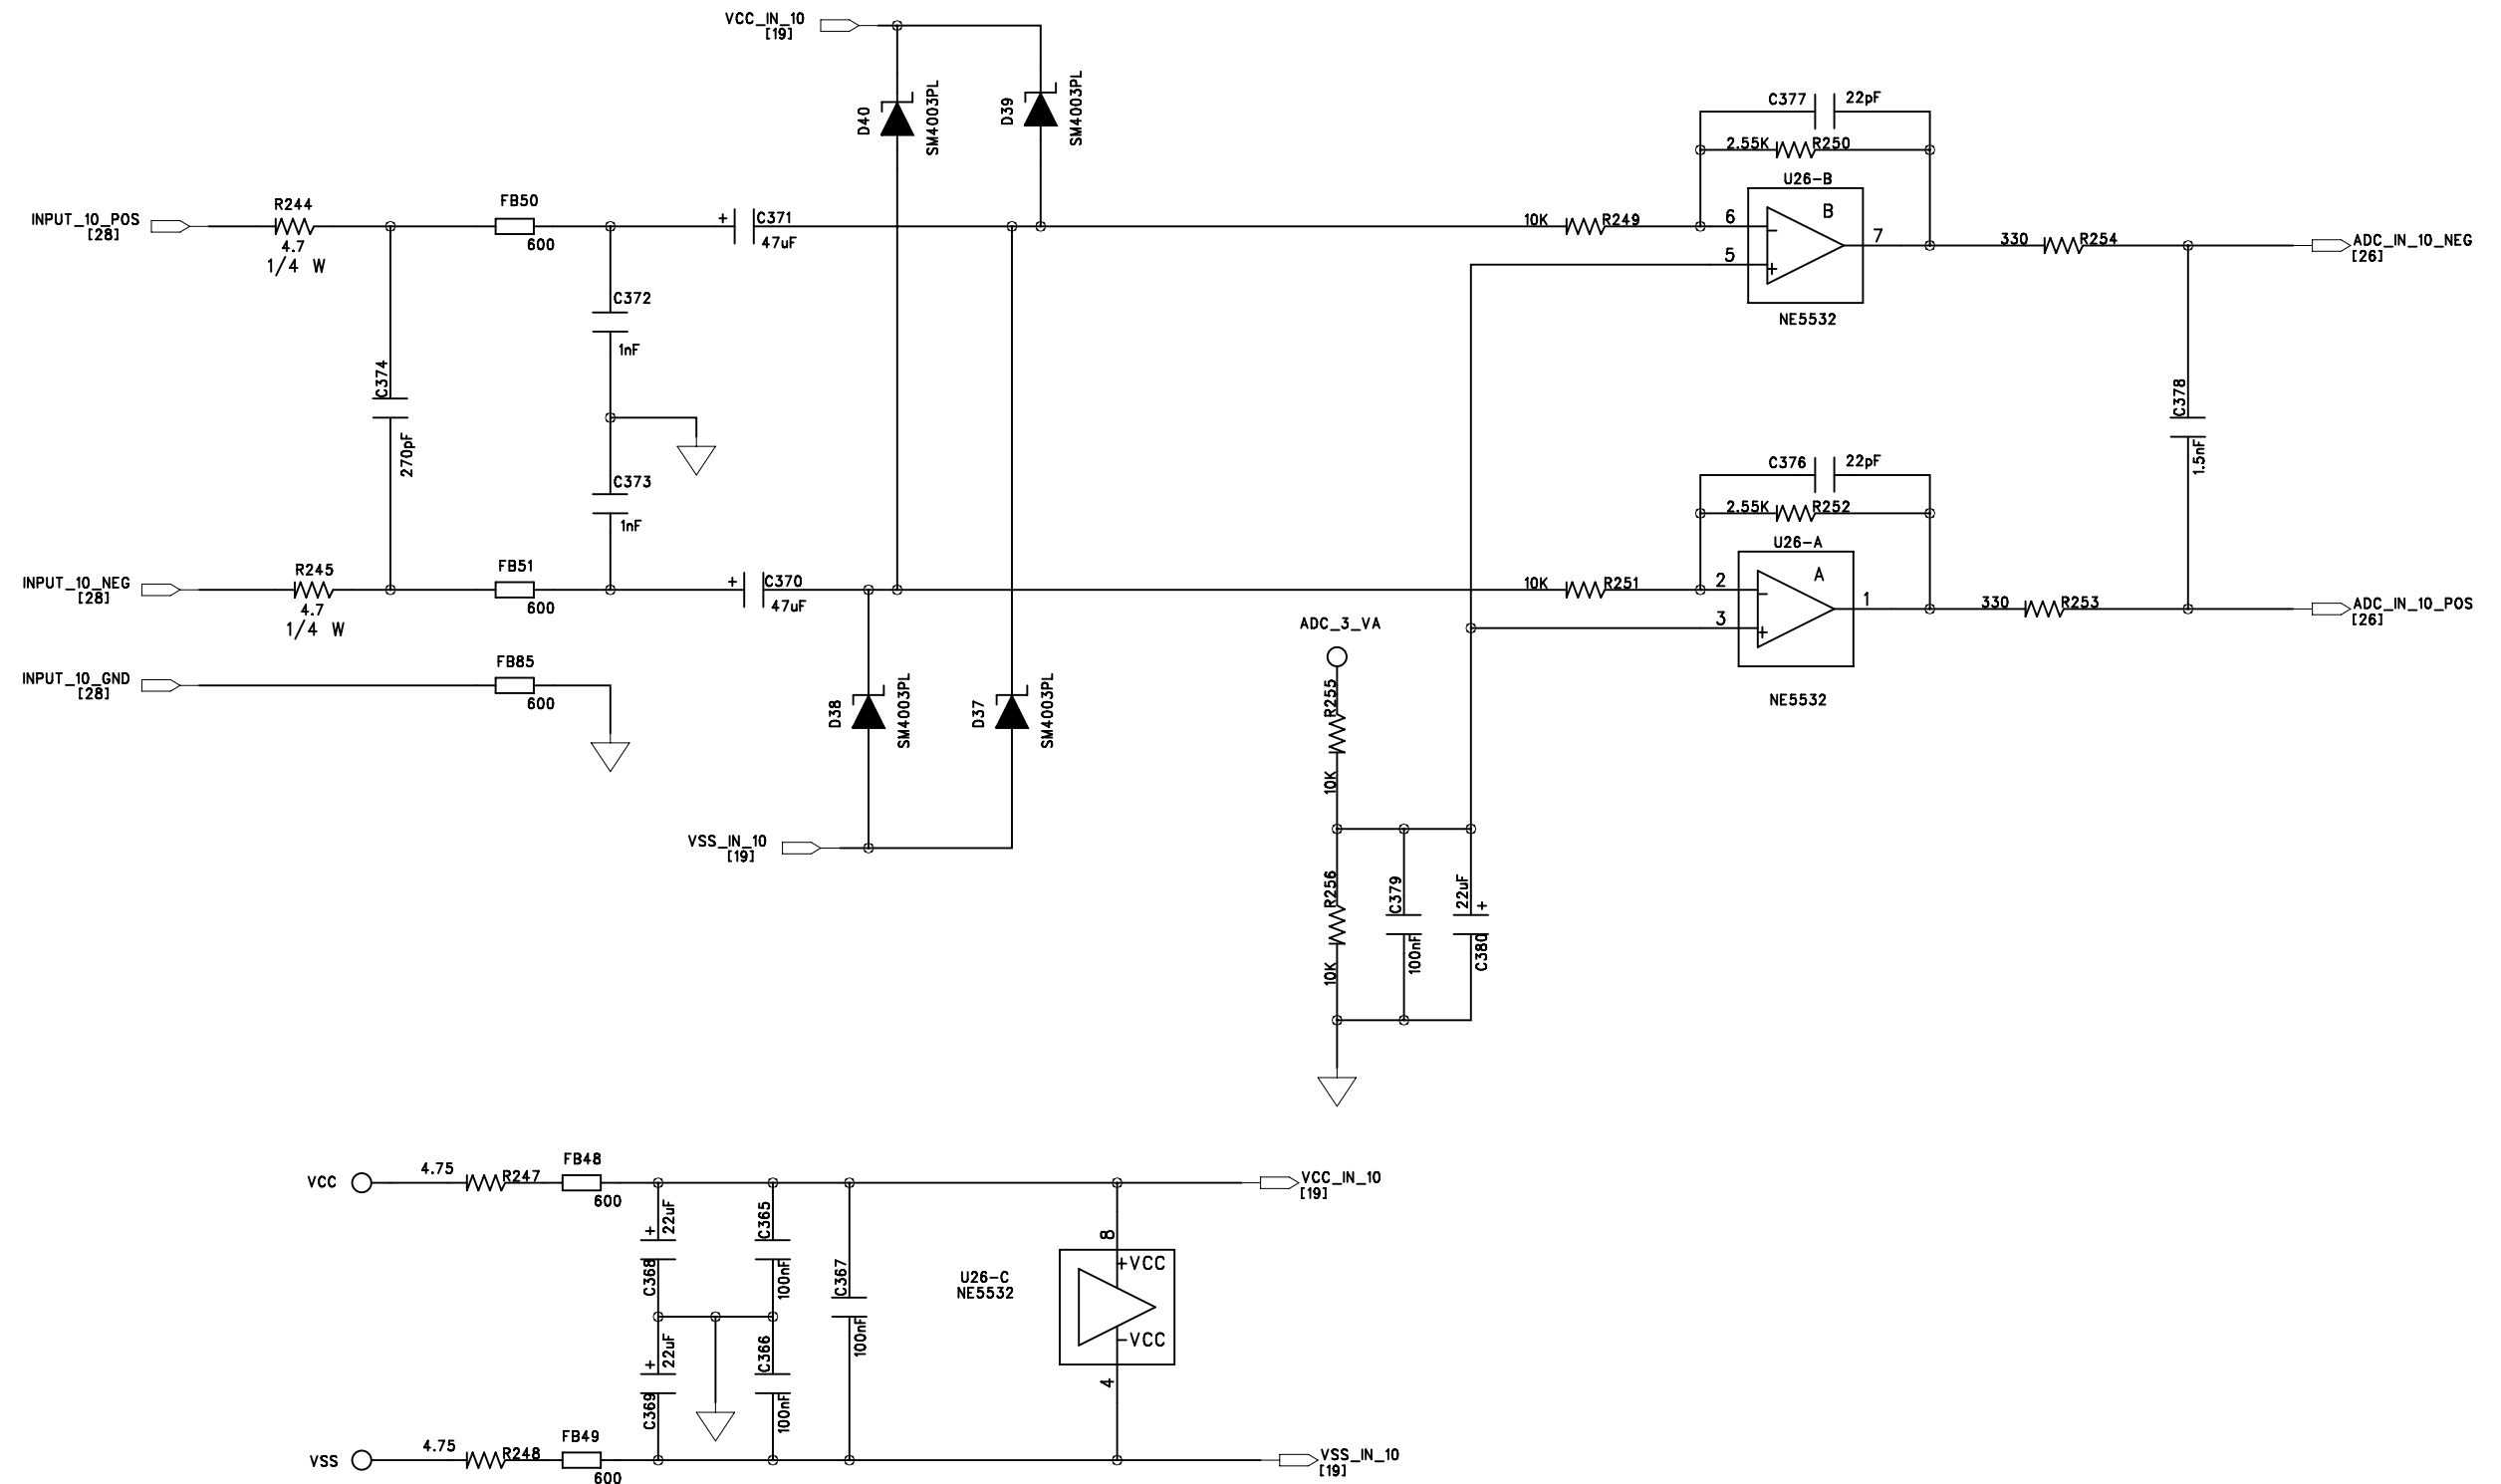 VCC_IN_10
[19]
D40
SM4003PL
D39
SM4003PL
C377
22pF
2.55K
R250
U26-B
B
6
5
7
NE5532
INPUT_10_POS
[28]
R244
4.7
1/4 W
FB50
600
+
C371
47uF
10K
R249
330
R254
ADC_IN_10_NEG
[26]
C372
1nF
C374
270pF
C373
1nF
C378
1.5nF
C376
22pF
2.55K
R252
U26-A
A
2
3
1
NE5532
INPUT_10_NEG
[28]
R245
4.7
1/4 W
FB51
600
+
C370
47uF
10K
R251
330
R253
ADC_IN_10_POS
[26]
INPUT_10_GND
[28]
FB85
600
D38
SM4003PL
D37
SM4003PL
ADC_3_VA
R255
10K
VSS_IN_10
[19]
R256
10K
C379
100nF
22uF
+
C380
VCC
4.75
R247
FB48
600
VCC_IN_10
[19]
+
22uF
C368
C365
100nF
C367
100nF
U26-C
NE5532
8
+VCC
-VCC
4
+
22uF
C369
C366
100nF
VSS
4.75
R248
FB49
600
VSS_IN_10
[19]